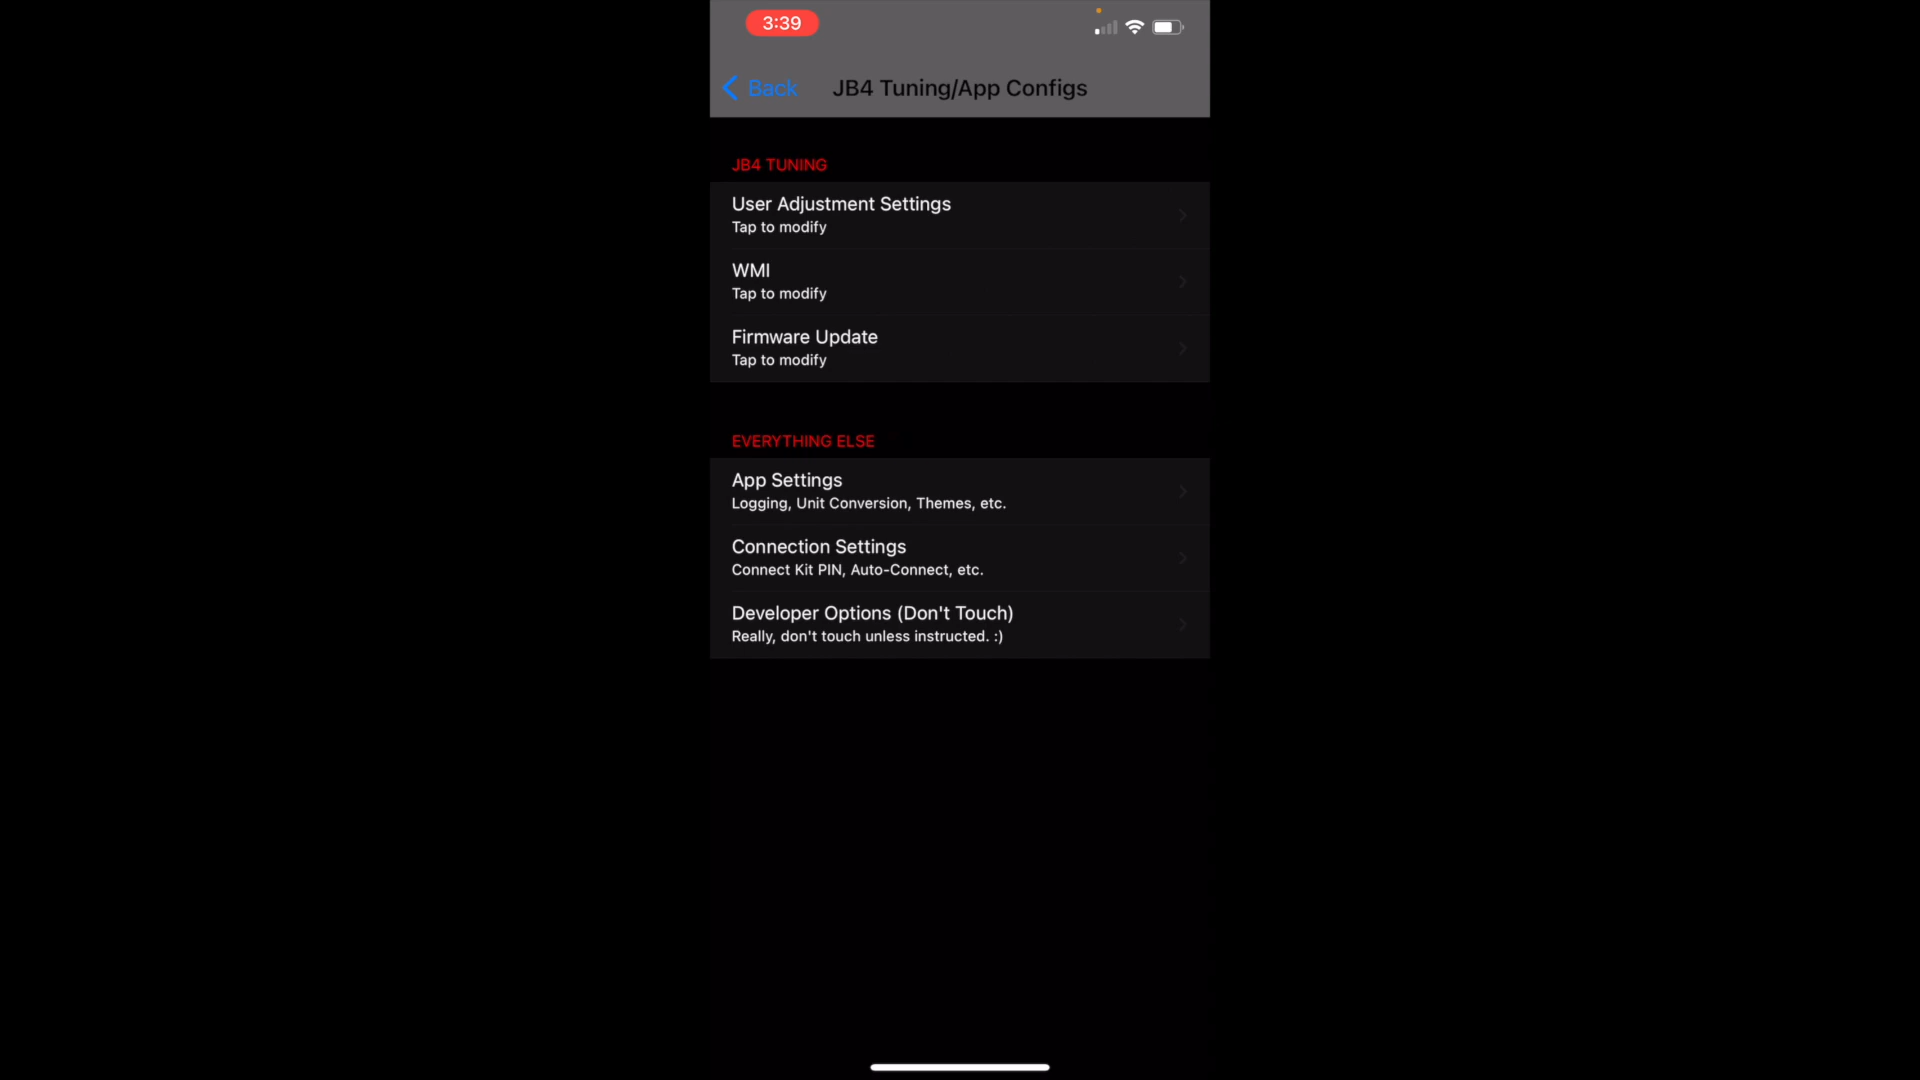 3:39
Back
JB4 Tuning/App Configs
JB4 TUNING
User Adjustment Settings
Tap to modify
WMI
Tap to modify
Firmware Update
Tap to modify
EVERYTHING ELSE
App Settings
Logging, Unit Conversion, Themes, etc.
Connection Settings
Connect Kit PIN, Auto-Connect, etc.
Developer Options (Don't Touch)
Really, don't touch unless instructed. :)